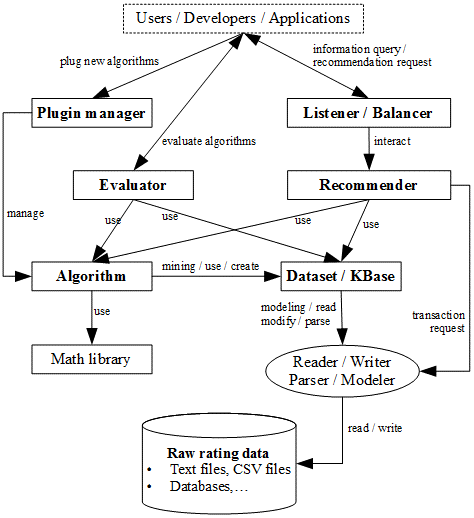 Users / Developers / Applications
plug new algorithms
information query /
recommendation request
Plugin manager
Listener / Balancer
evaluate algorithms
interact
Evaluator
Recommender
manage
use
use
use
use
Algorithm
mining / use / create
Dataset / KBase
use
modeling / read
modify / parse
transaction
request
Math library
Reader / Writer
Parser / Modeler
read / write
Raw rating data
• Text files, CSV files
• Databases,…